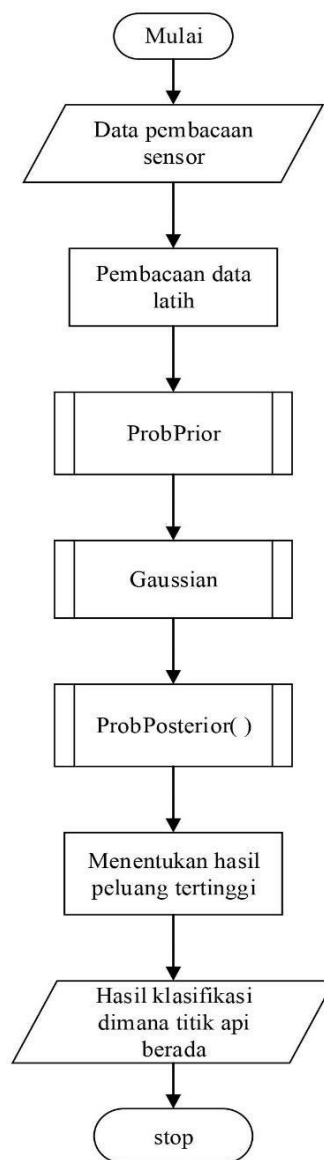 Mulai
Data pembacaan
sensor
Pembacaan data
latih
ProbPrior
Gaussian
ProbPosterior( )
Menentukan hasil
peluang tertinggi
Hasil klasifikasi
dimana titik api
berada
stop